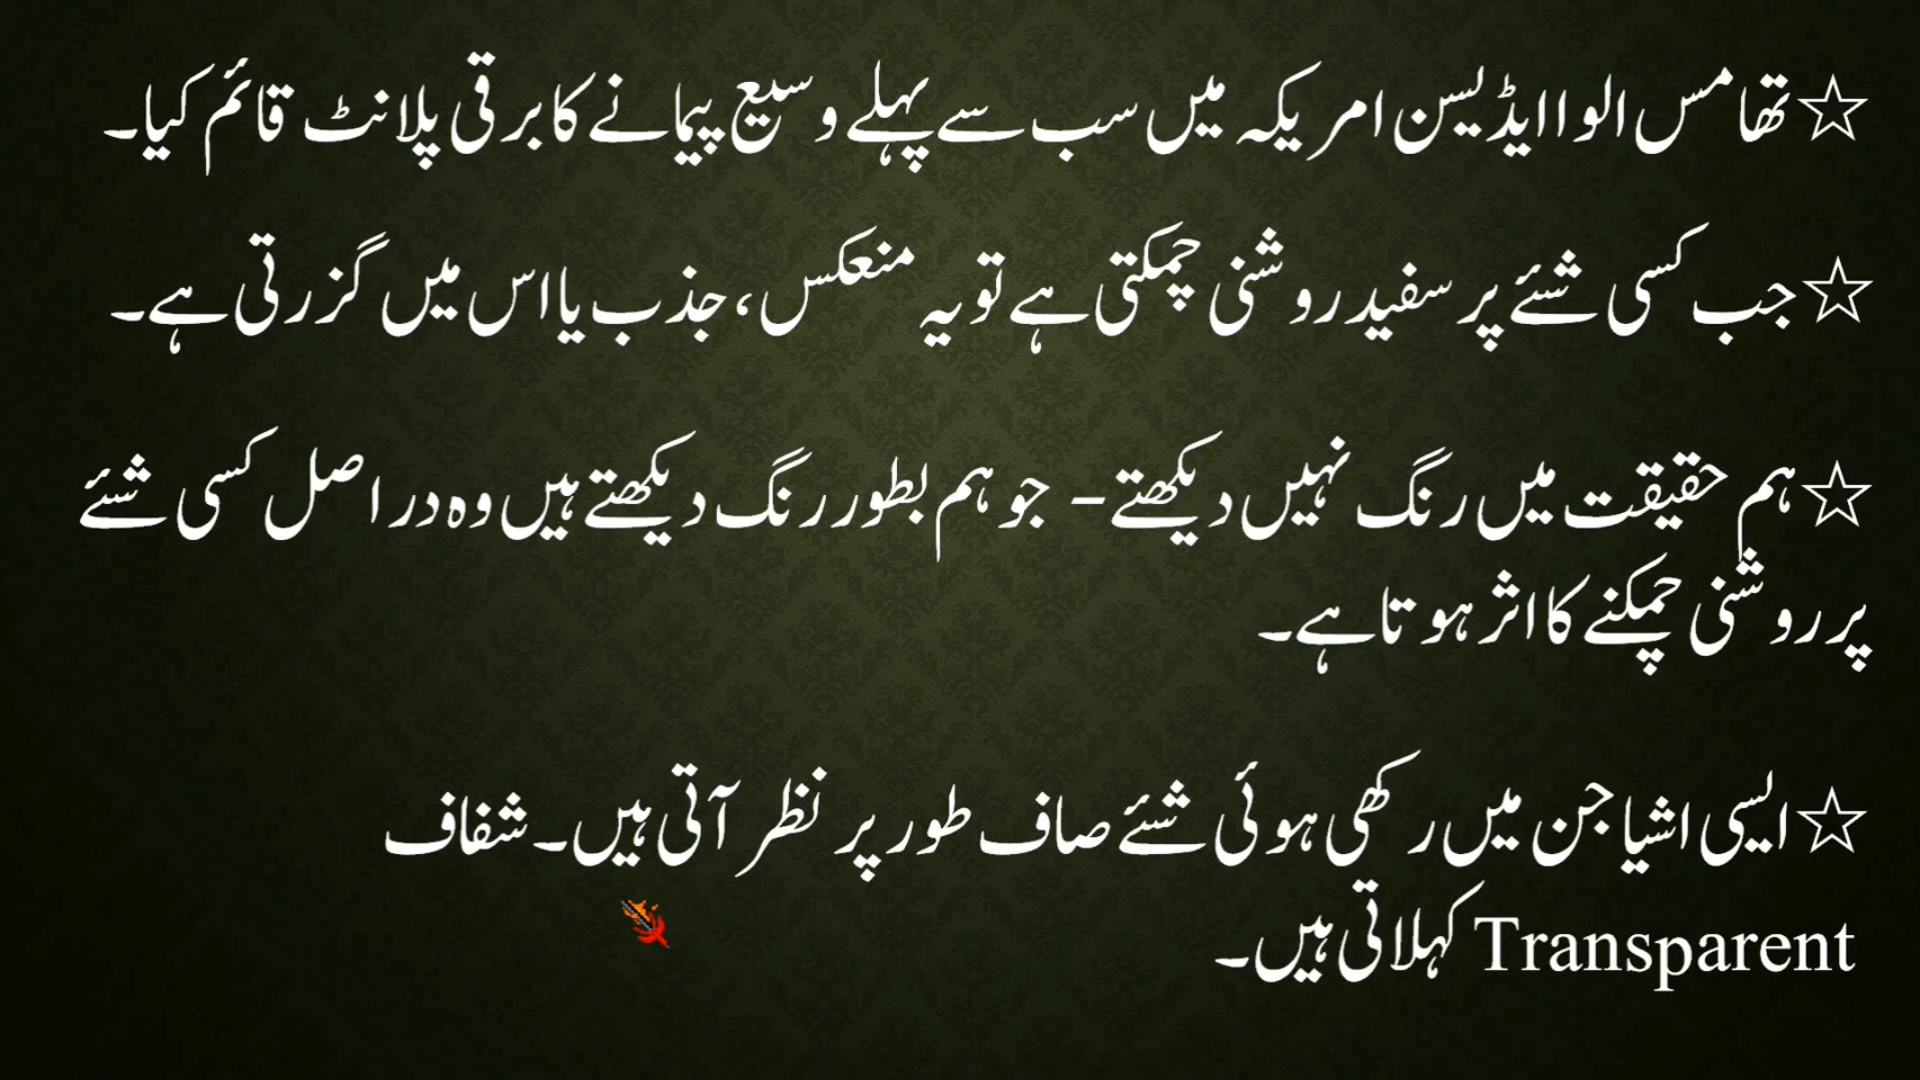 ☆تھامس الوا ایڈیسن امریکہ میں سب سے پہلے وسیع پیمانے کا برقی پلانٹ قائم کیا۔
☆جب کسی شئے پر سفید روشنی چمکتی ہے تو یہ منعکس، جذب یا اس میں گزرتی ہے۔
☆ہم حقیقت میں رنگ نہیں دیکھتے- جو ہم بطور رنگ دیکھتے ہیں وہ در اصل کسی شئے
پر روشنی چمکنے کا اثر ہوتا ہے۔
☆ایسی اشیا جن میں رکھی ہوئی شئے صاف طور پر نظر آتی ہیں۔ شفاف
Transparent کہلاتی ہیں۔